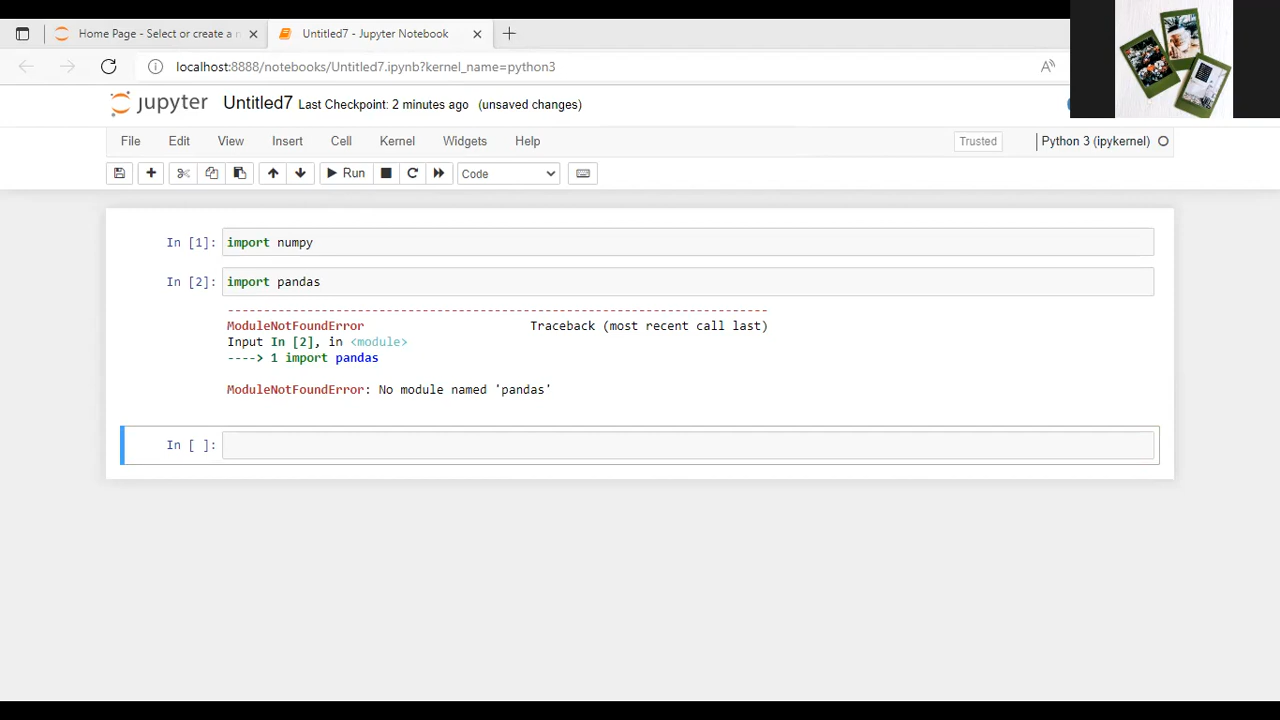 Home Page - Select or create a n
Untitled7 - Jupyter Notebook
localhost:8888/notebooks/Untitled7.ipynb?kernel_name=python3
jupyter Untitled7 Last Checkpoint: 2 minutes ago (unsaved changes)
File Edit View Insert Cell Kernel Widgets Help Trusted Python 3 (ipykernel)
Run Code
In [1]: import numpy
In [2]: import pandas
---------------------------------------------------------------------------
ModuleNotFoundError Traceback (most recent call last)
Input In [2], in <module>
----> 1 import pandas
ModuleNotFoundError: No module named ‘pandas’
In [ ]: